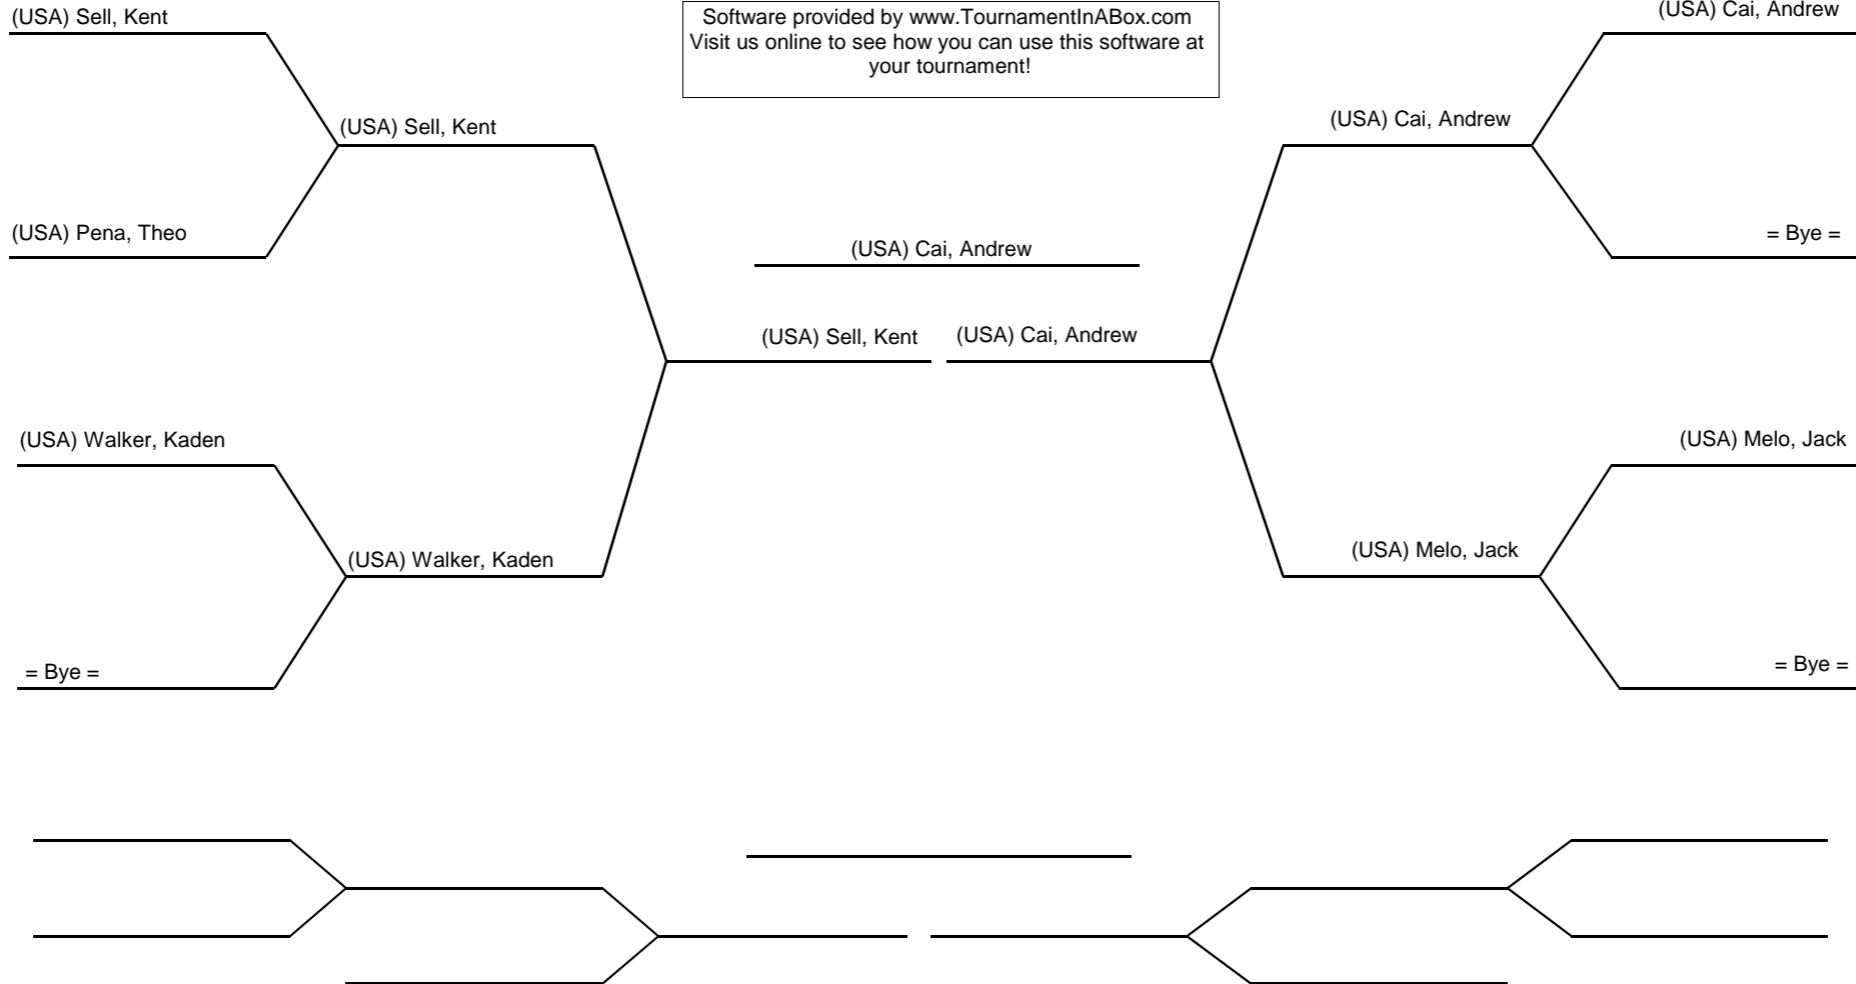 (USA) Sell, Kent
Software provided by www.TournamentInABox.com
Visit us online to see how you can use this software at
your tournament!
(USA) Cai, Andrew
(USA) Sell, Kent
(USA) Cai, Andrew
(USA) Pena, Theo
(USA) Cai, Andrew
= Bye =
(USA) Sell, Kent
(USA) Cai, Andrew
(USA) Walker, Kaden
(USA) Melo, Jack
(USA) Walker, Kaden
(USA) Melo, Jack
= Bye =
= Bye =